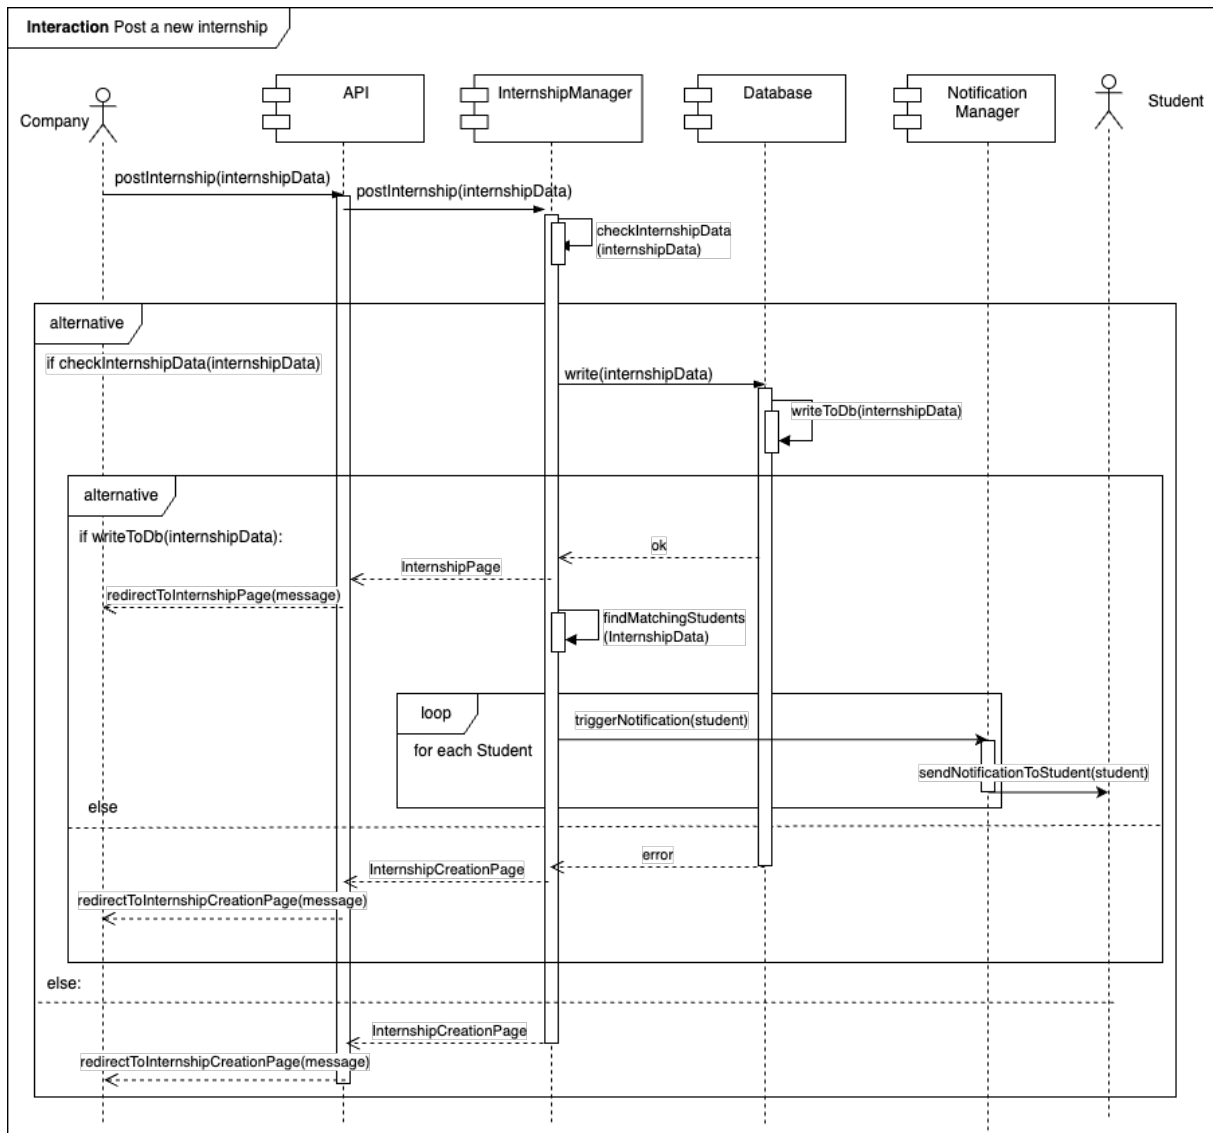 Interaction Post a new internship
Company
API
InternshipManager
Database
Notification
Manager
Student
postInternship(internshipData)
postInternship(internshipData)
checkInternshipData
(internshipData)
alternative
if checkInternshipData(internshipData)
write(internshipData)
writeToDb(internshipData)
alternative
if writeToDb(internshipData):
ok
InternshipPage
redirectToInternshipPage(message)
findMatchingStudents
(InternshipData)
loop
for each Student
triggerNotification(student)
sendNotificationToStudent(student)
else
error
InternshipCreationPage
redirectToInternshipCreationPage(message)
else:
InternshipCreationPage
redirectToInternshipCreationPage(message)